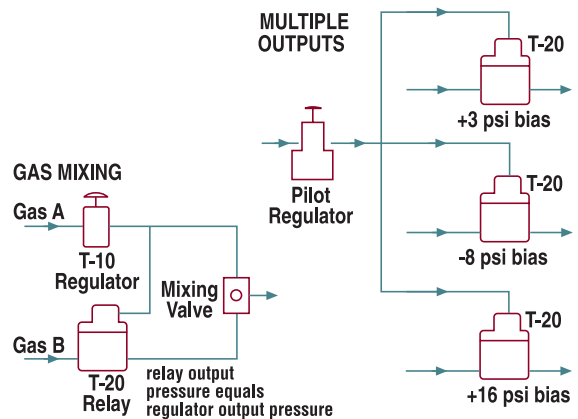 MULTIPLE
OUTPUTS
T-20
+3 psi bias
Pilot
Regulator
T-20
-8 psi bias
T-20
+16 psi bias
GAS MIXING
Gas A
T-10
Regulator
Mixing
Valve
Gas B
T-20
Relay
relay output
pressure equals
regulator output pressure